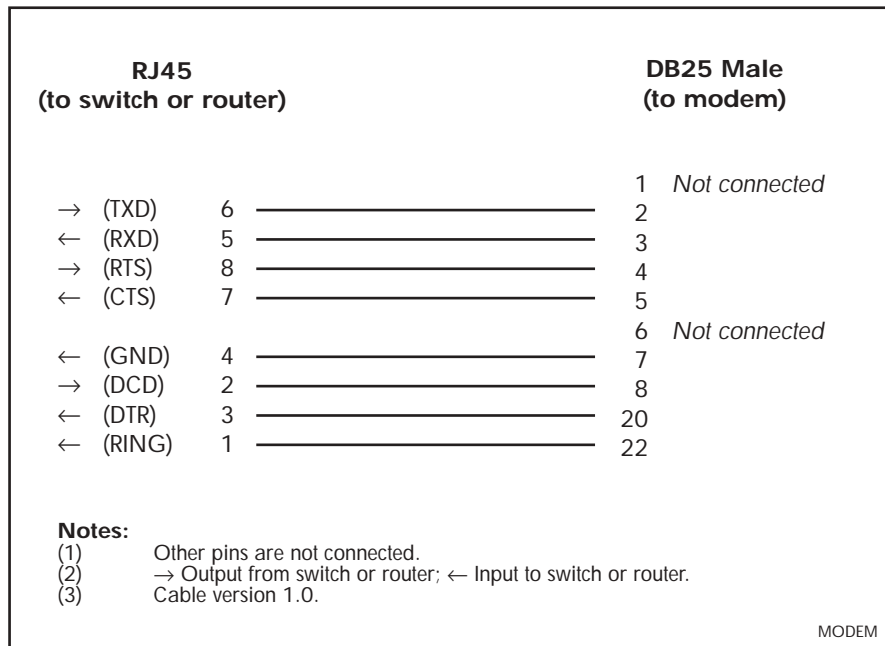 RJ45
(to switch or router)
DB25 Male
(to modem)
1 Not connected
→ (TXD) 6 2
← (RXD) 5 3
→ (RTS) 8 4
← (CTS) 7 5
6 Not connected
← (GND) 4 7
→ (DCD) 2 8
← (DTR) 3 20
← (RING) 1 22
Notes:
(1) Other pins are not connected.
(2) → Output from switch or router; ← Input to switch or router.
(3) Cable version 1.0.
MODEM